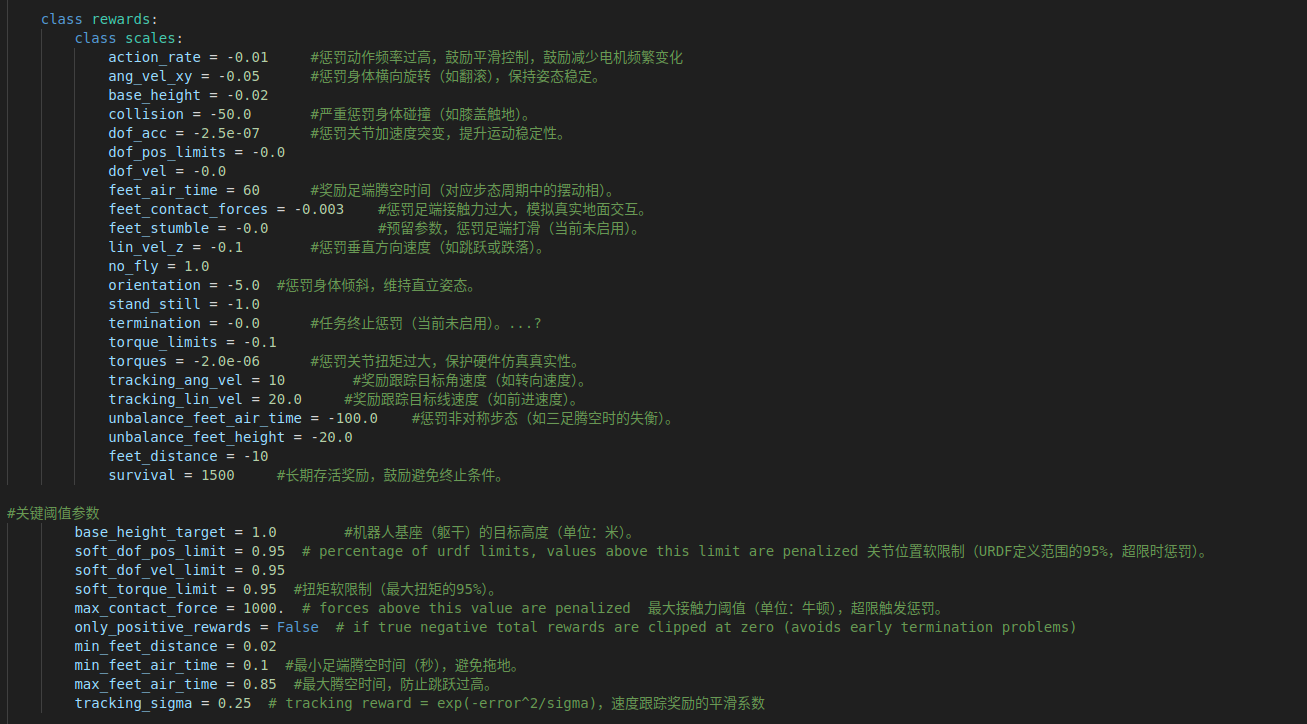 class rewards:
class scales:
action_rate = -0.01 #惩罚动作频率过高，鼓励平滑控制，鼓励减少电机频繁变化
ang_vel_xy = -0.05 #惩罚身体横向旋转（如翻滚），保持姿态稳定。
base_height = -0.02
collision = -50.0 #严重惩罚身体碰撞（如膝盖触地）。
dof_acc = -2.5e-07 #惩罚关节加速度突变，提升运动稳定性。
dof_pos_limits = -0.0
dof_vel = -0.0
feet_air_time = 60 #奖励足端腾空时间（对应步态周期中的摆动相）。
feet_contact_forces = -0.003 #惩罚足端接触力过大，模拟真实地面交互。
feet_stumble = -0.0 #预留参数，惩罚足端打滑（当前未启用）。
lin_vel_z = -0.1 #惩罚垂直方向速度（如跳跃或跌落）。
no_fly = 1.0
orientation = -5.0 #惩罚身体倾斜，维持直立姿态。
stand_still = -1.0
termination = -0.0 #任务终止惩罚（当前未启用）。...?
torque_limits = -0.1
torques = -2.0e-06 #惩罚关节扭矩过大，保护硬件仿真真实性。
tracking_ang_vel = 10 #奖励跟踪目标角速度（如转向速度）。
tracking_lin_vel = 20.0 #奖励跟踪目标线速度（如前进速度）。
unbalance_feet_air_time = -100.0 #惩罚非对称步态（如三足腾空时的失衡）。
unbalance_feet_height = -20.0
feet_distance = -10
survival = 1500 #长期存活奖励，鼓励避免终止条件。
#关键阈值参数
base_height_target = 1.0 #机器人基座（躯干）的目标高度（单位：米）。
soft_dof_pos_limit = 0.95 # percentage of urdf limits, values above this limit are penalized 关节位置软限制（URDF定义范围的95%，超限时惩罚）。
soft_dof_vel_limit = 0.95
soft_torque_limit = 0.95 #扭矩软限制（最大扭矩的95%）。
max_contact_force = 1000. # forces above this value are penalized 最大接触力阈值（单位：牛顿），超限触发惩罚。
only_positive_rewards = False # if true negative total rewards are clipped at zero (avoids early termination problems)
min_feet_distance = 0.02
min_feet_air_time = 0.1 #最小足端腾空时间（秒），避免拖地。
max_feet_air_time = 0.85 #最大腾空时间，防止跳跃过高。
tracking_sigma = 0.25 # tracking reward = exp(-error^2/sigma)，速度跟踪奖励的平滑系数